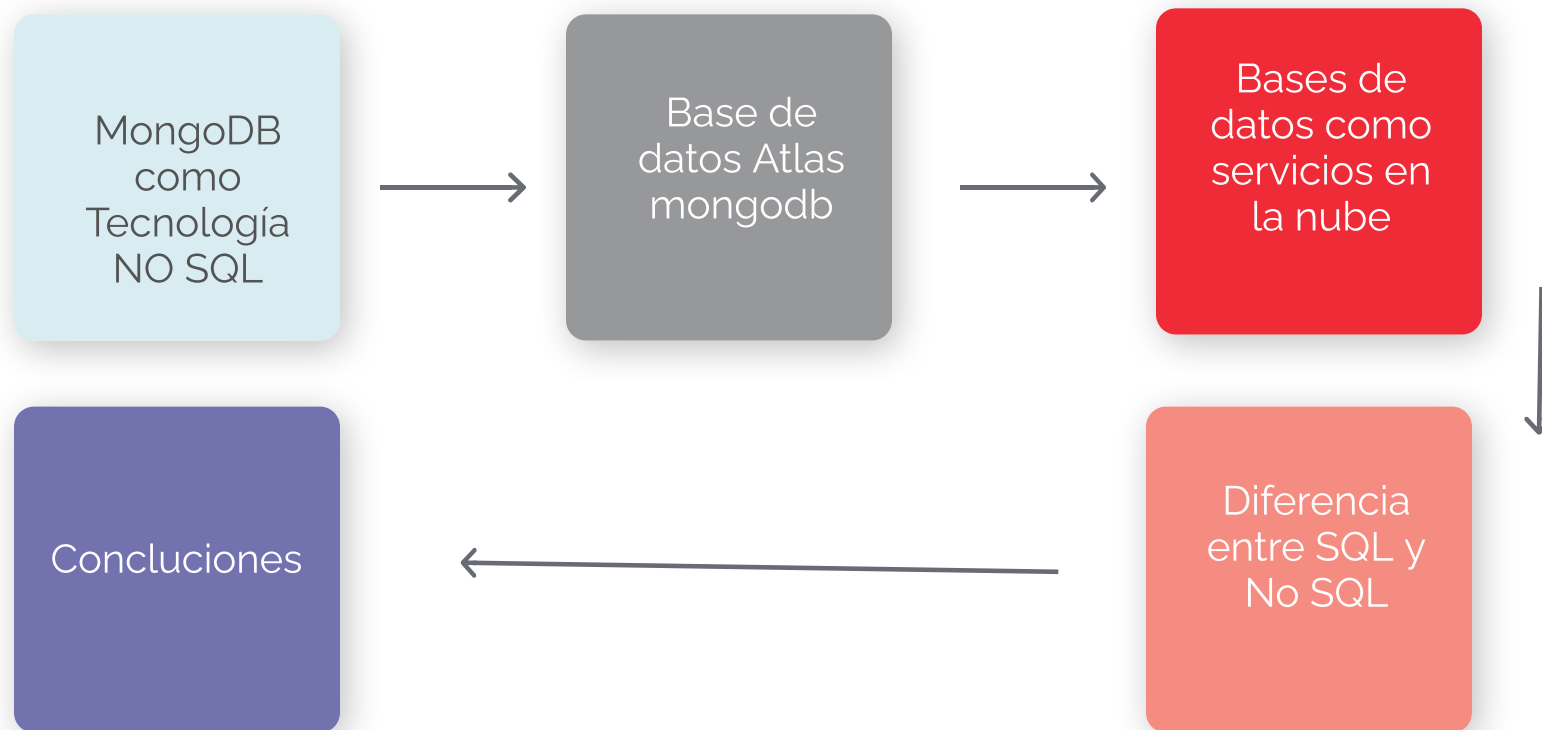 MongoDB
como
Tecnología
NO SQL
Base de
datos Atlas
mongodb
Bases de
datos como
servicios en
la nube
Diferencia
entre SQL y
No SQL
Concluciones